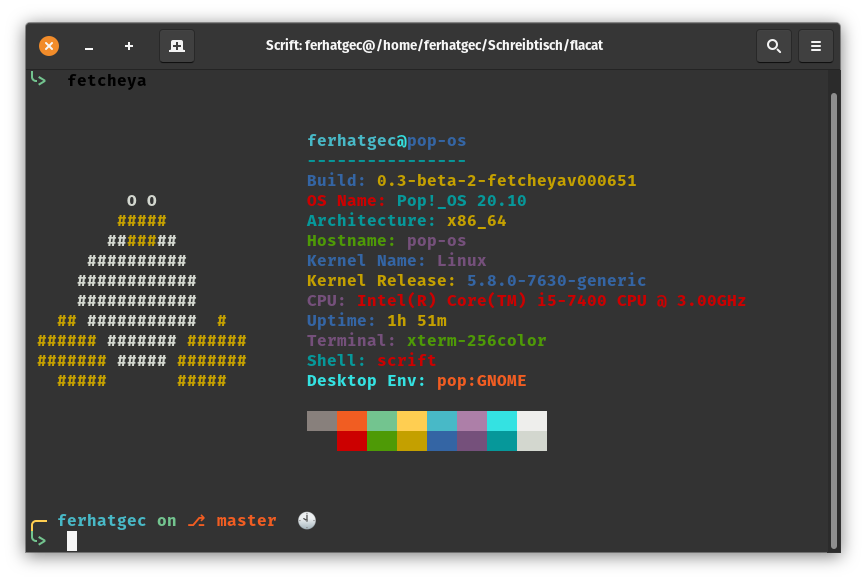 Scrift: ferhatgec@/home/ferhatgec/Schreibtisch/flacat
fetcheya
ferhatgec@pop-os
----------------
Build: 0.3-beta-2-fetcheyav000651
O O
OS Name: Pop!_OS 20.10
#####
Architecture: x86_64
#######
Hostname: pop-os
##########
Kernel Name: Linux
############
Kernel Release: 5.8.0-7630-generic
############
CPU: Intel(R) Core(TM) i5-7400 CPU @ 3.00GHz
## ########### #
Uptime: 1h 51m
###### ####### ######
Terminal: xterm-256color
####### ##### #######
Shell: scrift
##### #####
Desktop Env: pop:GNOME
ferhatgec on master